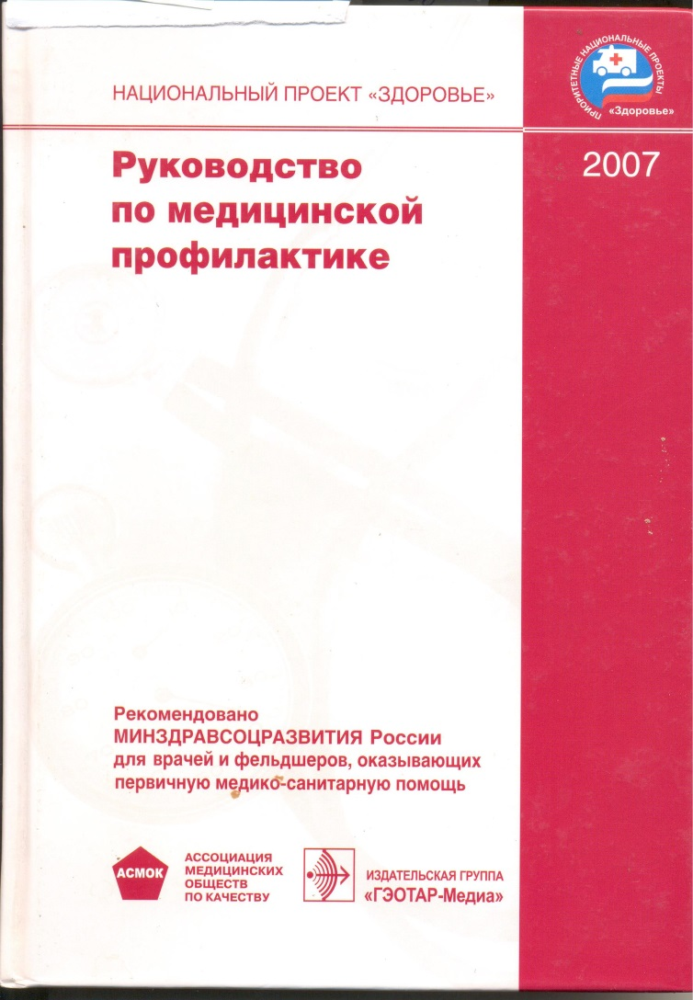 НАЦИОНАЛЬНЫЙ ПРОЕКТ «ЗДОРОВЬЕ»
ПРИОРИТЕТНЫЕ НАЦИОНАЛЬНЫЕ ПРОЕКТЫ
«Здоровье»
2007
Руководство
по медицинской
профилактике
Рекомендовано
МИНЗДРАВСОЦРАЗВИТИЯ России
для врачей и фельдшеров, оказывающих
первичную медико-санитарную помощь
АСМОК
АССОЦИАЦИЯ
МЕДИЦИНСКИХ
ОБЩЕСТВ
ПО КАЧЕСТВУ
ИЗДАТЕЛЬСКАЯ ГРУППА
«ГЭОТАР-Медиа»